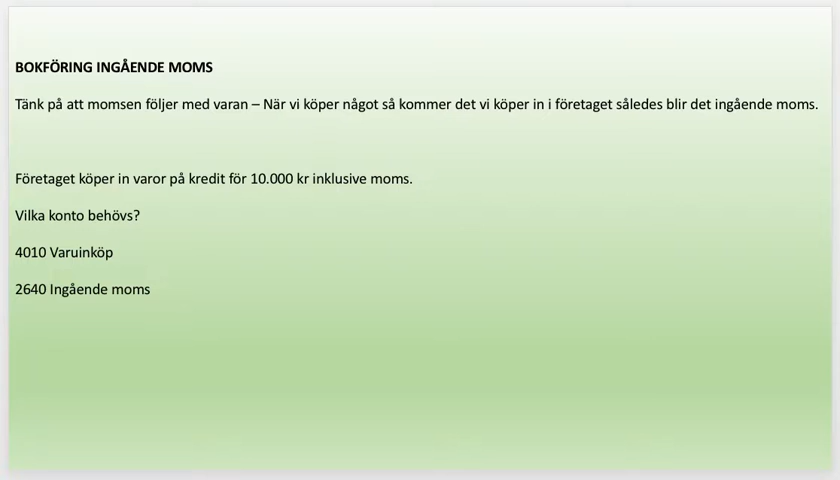 BOKFÖRING INGÅENDE MOMS
Tänk på att momsen följer med varan – När vi köper något så kommer det vi köper in i företaget således blir det ingående moms.
Företaget köper in varor på kredit för 10.000 kr inklusive moms.
Vilka konto behövs?
4010 Varuinköp
2640 Ingående moms